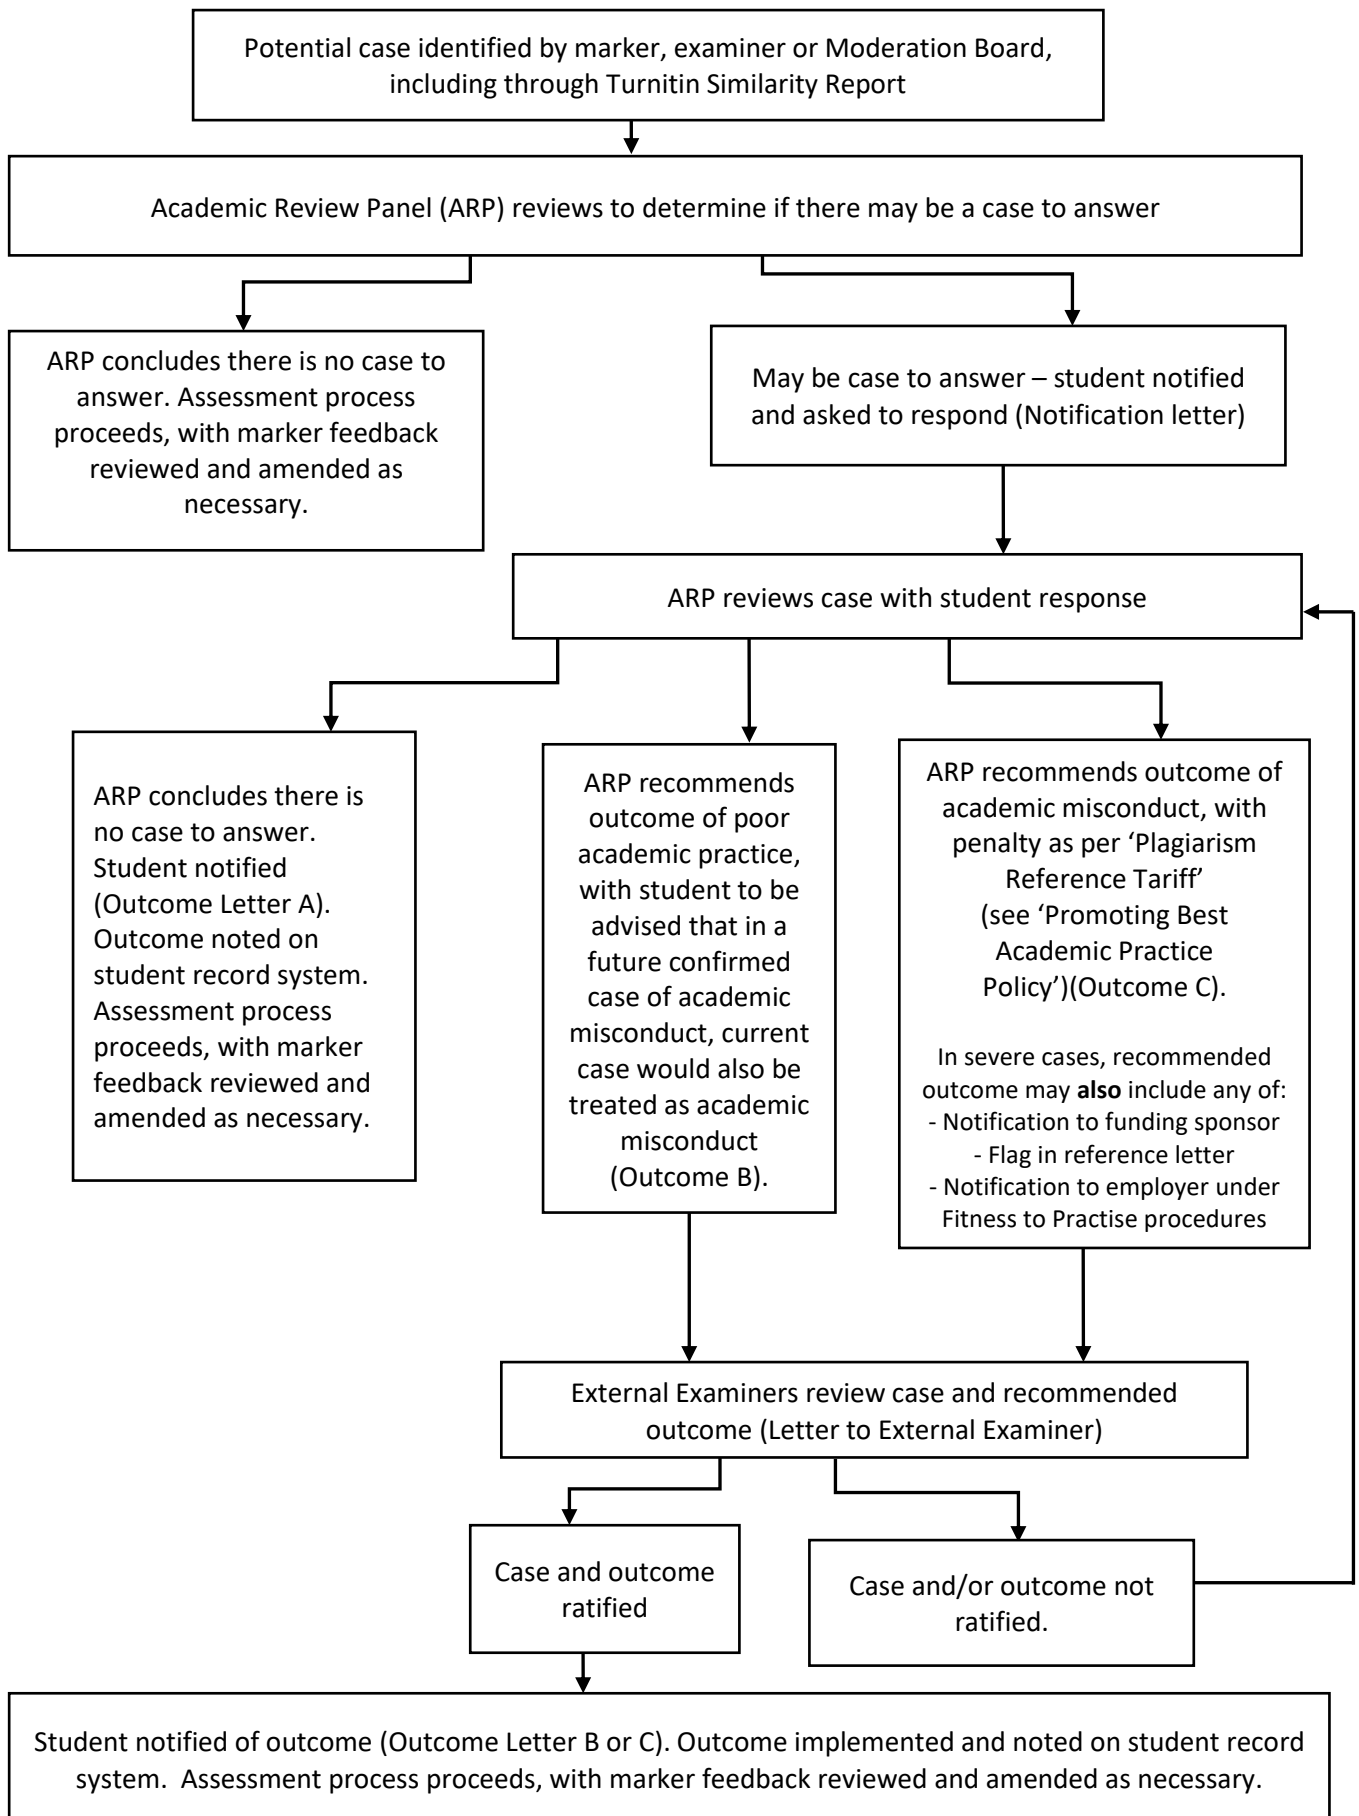 Potential case identified by marker, examiner or Moderation Board,
including through Turnitin Similarity Report
Academic Review Panel (ARP) reviews to determine if there may be a case to answer
ARP concludes there is no case to
answer. Assessment process
proceeds, with marker feedback
reviewed and amended as
necessary.
May be case to answer – student notified
and asked to respond (Notification letter)
ARP reviews case with student response
ARP concludes there is
no case to answer.
Student notified
(Outcome Letter A).
Outcome noted on
student record system.
Assessment process
proceeds, with marker
feedback reviewed and
amended as necessary.
ARP recommends
outcome of poor
academic practice,
with student to be
advised that in a
future confirmed
case of academic
misconduct, current
case would also be
treated as academic
misconduct
(Outcome B).
ARP recommends outcome of
academic misconduct, with
penalty as per ‘Plagiarism
Reference Tariff’
(see ‘Promoting Best
Academic Practice
Policy’)(Outcome C).
In severe cases, recommended
outcome may also include any of:
- Notification to funding sponsor
- Flag in reference letter
- Notification to employer under
Fitness to Practise procedures
External Examiners review case and recommended
outcome (Letter to External Examiner)
Case and outcome
ratified
Case and/or outcome not
ratified.
Student notified of outcome (Outcome Letter B or C). Outcome implemented and noted on student record
system.  Assessment process proceeds, with marker feedback reviewed and amended as necessary.